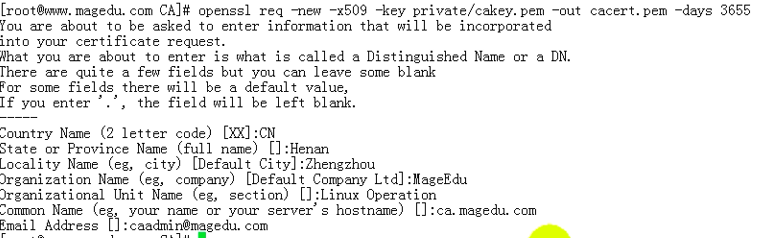 [root@www.magedu.com CA]# openssl req -new -x509 -key private/cakey.pem -out cacert.pem -days 3655
You are about to be asked to enter information that will be incorporated
into your certificate request.
What you are about to enter is what is called a Distinguished Name or a DN.
There are quite a few fields but you can leave some blank
For some fields there will be a default value,
If you enter '.', the field will be left blank.
-----
Country Name (2 letter code) [XX]:CN
State or Province Name (full name) []:Henan
Locality Name (eg, city) [Default City]:Zhengzhou
Organization Name (eg, company) [Default Company Ltd]:MageEdu
Organizational Unit Name (eg, section) []:Linux Operation
Common Name (eg, your name or your server's hostname) []:ca.magedu.com
Email Address []:caadmin@magedu.com